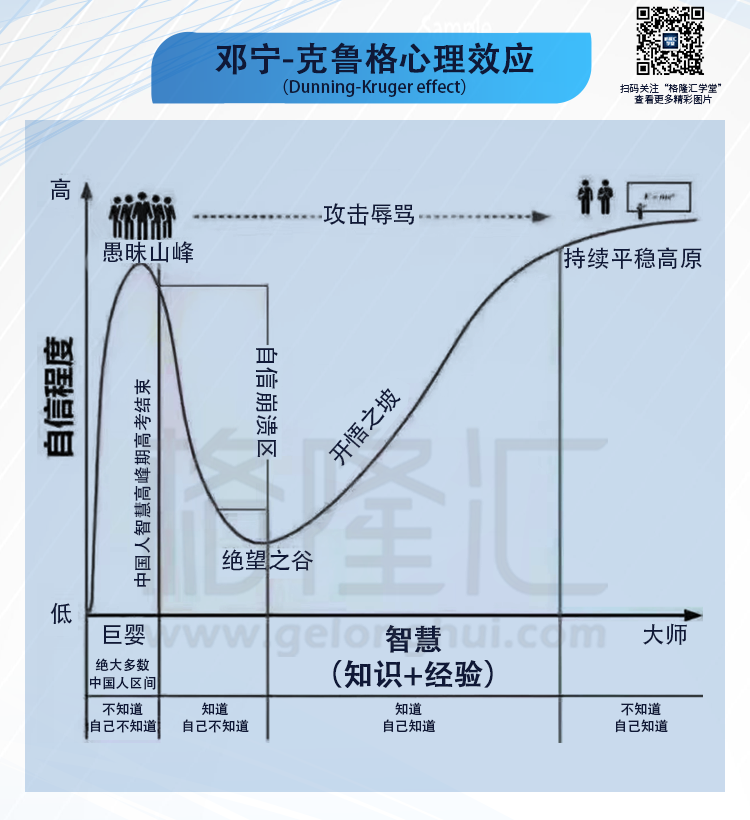 Sample
邓宁-克鲁格心理效应
(Dunning-Kruger effect)
格隆汇
学堂
扫码关注“格隆汇学堂”
查看更多精彩图片
高
攻击辱骂
愚昧山峰
持续平稳高原
自信程度
中国人智慧高峰期高考结束
自信崩溃区
开悟之坡
绝望之谷
格隆汇
www.gelonghui.com
低
巨婴
智慧
大师
(知识+经验)
绝大多数
中国人区间
不知道
自己不知道
知道
自己不知道
知道
自己知道
不知道
自己知道